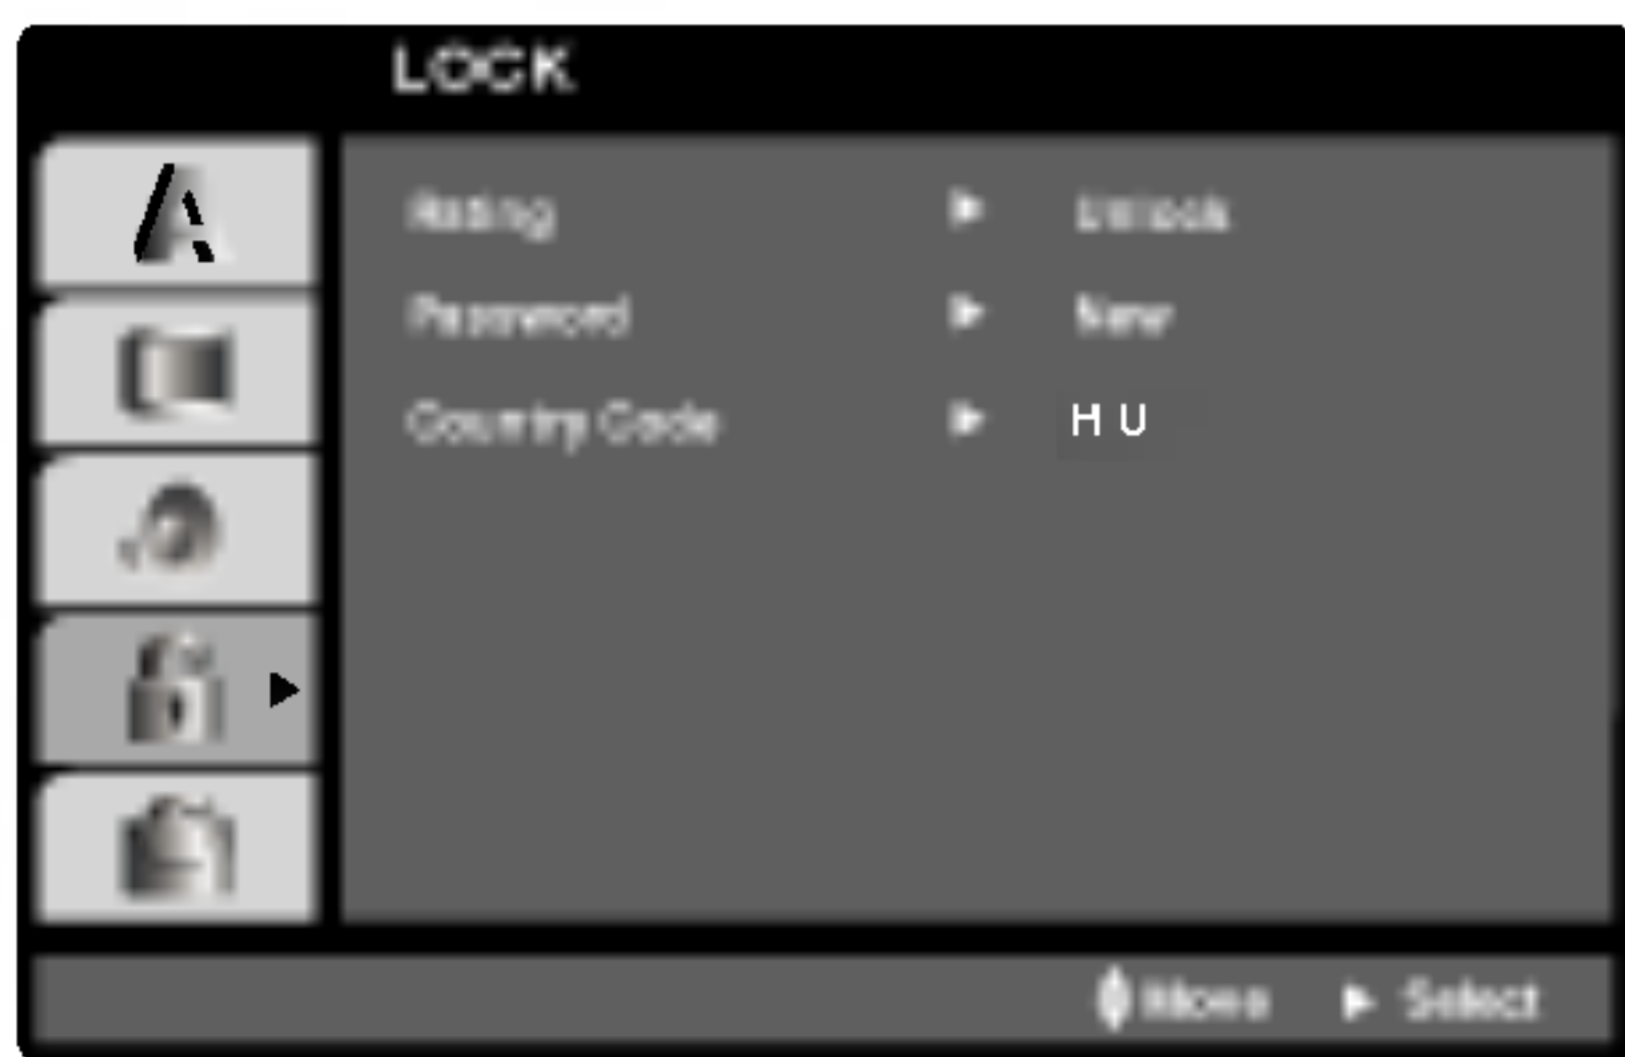 LOCK
Rating ► Unlock
Password ► New
Country Code ► H U
Move ► Select